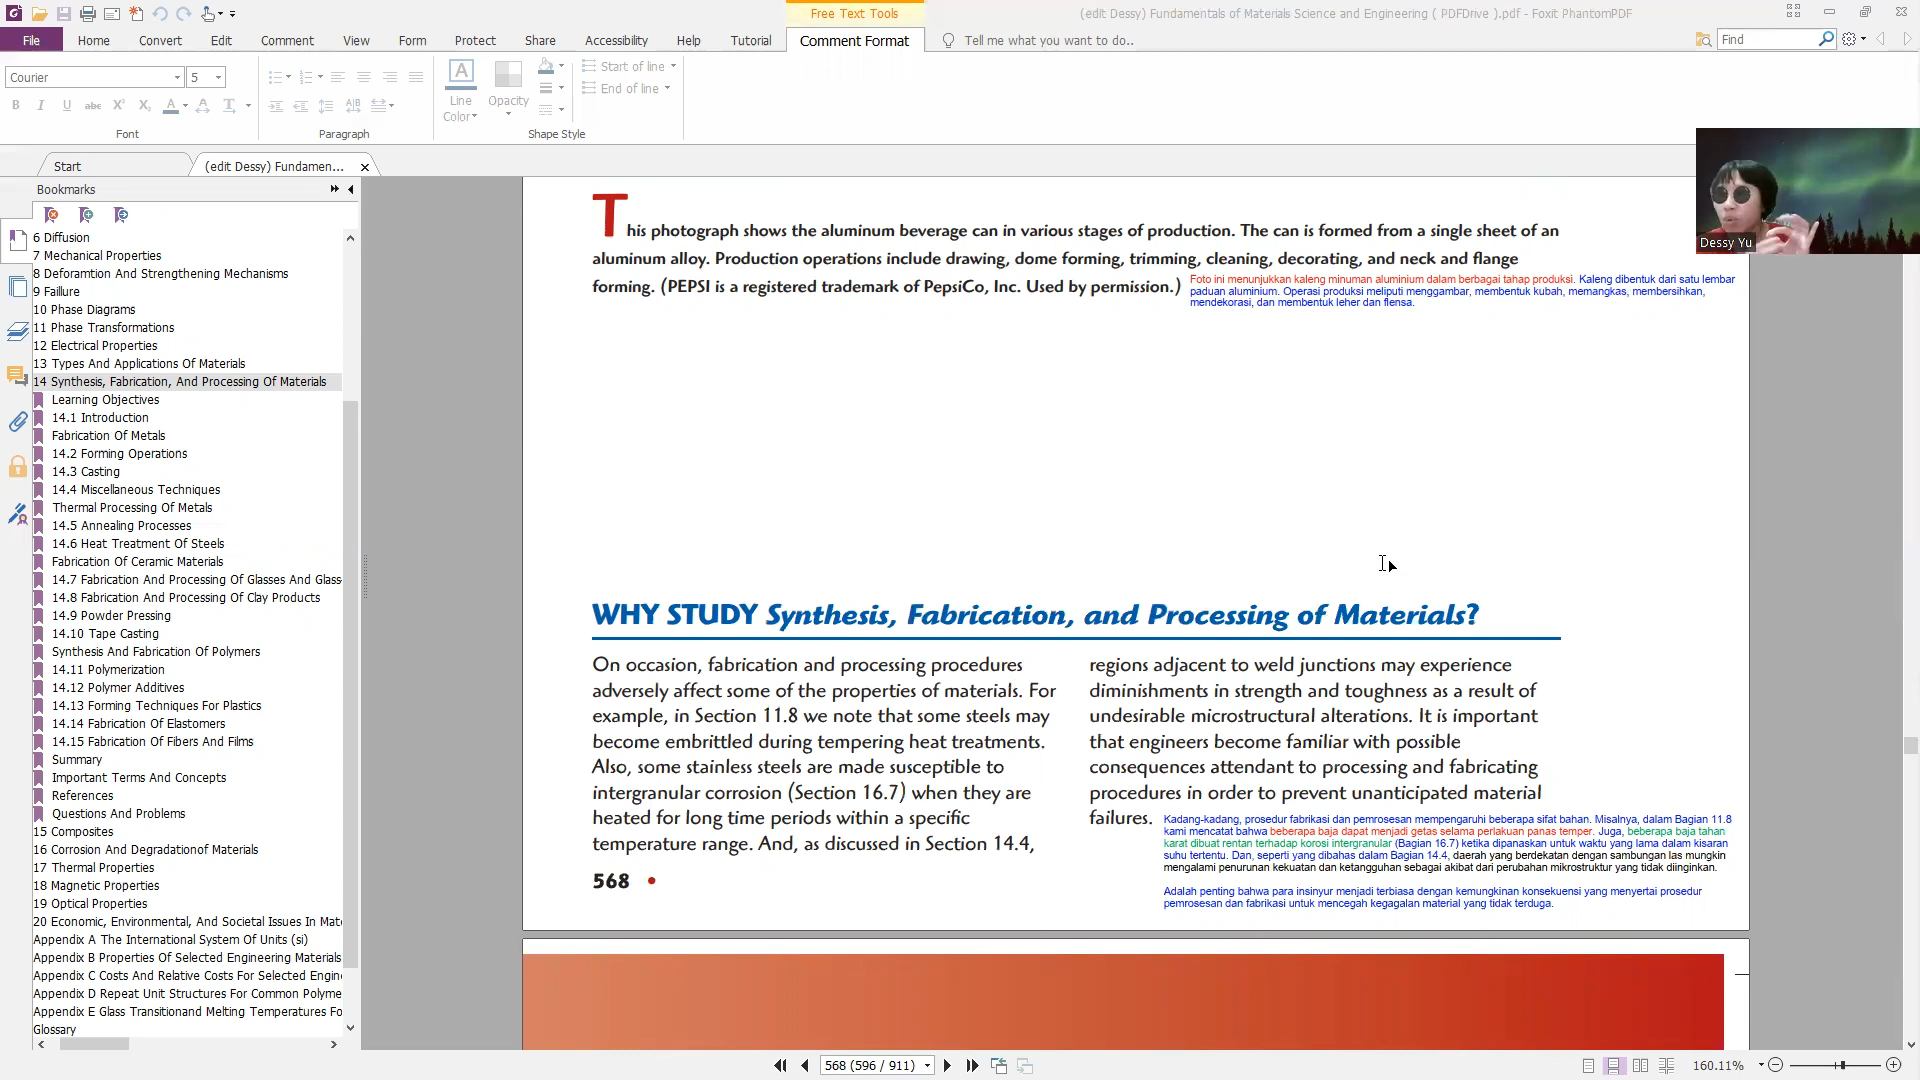 Free Text Tools
(edit Dessy) Fundamentals of Materials Science and Engineering ( PDFDrive ).pdf - Foxit PhantomPDF
File Home Convert Edit Comment View Form Protect Share Accessibility Help Tutorial Comment Format Tell me what you want to do.. Find
Courier 5
Start of line
End of line
Line Color
Opacity
Font Paragraph Shape Style
Start
(edit Dessy) Fundamen...
Bookmarks
6 Diffusion
7 Mechanical Properties
8 Deforamtion And Strengthening Mechanisms
9 Faillure
10 Phase Diagrams
11 Phase Transformations
12 Electrical Properties
13 Types And Applications Of Materials
14 Synthesis, Fabrication, And Processing Of Materials
Learning Objectives
14.1 Introduction
Fabrication Of Metals
14.2 Forming Operations
14.3 Casting
14.4 Miscellaneous Techniques
Thermal Processing Of Metals
14.5 Annealing Processes
14.6 Heat Treatment Of Steels
Fabrication Of Ceramic Materials
14.7 Fabrication And Processing Of Glasses And Glass
14.8 Fabrication And Processing Of Clay Products
14.9 Powder Pressing
14.10 Tape Casting
Synthesis And Fabrication Of Polymers
14.11 Polymerization
14.12 Polymer Additives
14.13 Forming Techniques For Plastics
14.14 Fabrication Of Elastomers
14.15 Fabrication Of Fibers And Films
Summary
Important Terms And Concepts
References
Questions And Problems
15 Composites
16 Corrosion And Degradationof Materials
17 Thermal Properties
18 Magnetic Properties
19 Optical Properties
20 Economic, Environmental, And Societal Issues In Mate
Appendix A The International System Of Units (si)
Appendix B Properties Of Selected Engineering Materials
Appendix C Costs And Relative Costs For Selected Engine
Appendix D Repeat Unit Structures For Common Polyme
Appendix E Glass Transitionand Melting Temperatures Fo
Glossary
This photograph shows the aluminum beverage can in various stages of production. The can is formed from a single sheet of an
aluminum alloy. Production operations include drawing, dome forming, trimming, cleaning, decorating, and neck and flange
forming. (PEPSI is a registered trademark of PepsiCo, Inc. Used by permission.)
Foto ini menunjukkan kaleng minuman aluminium dalam berbagai tahap produksi. Kaleng dibentuk dari satu lembar
paduan aluminium. Operasi produksi meliputi menggambar, membentuk kubah, memangkas, membersihkan,
mendekorasi, dan membentuk leher dan flensa.
Dessy Yu
WHY STUDY Synthesis, Fabrication, and Processing of Materials?
On occasion, fabrication and processing procedures
adversely affect some of the properties of materials. For
example, in Section 11.8 we note that some steels may
become embrittled during tempering heat treatments.
Also, some stainless steels are made susceptible to
intergranular corrosion (Section 16.7) when they are
heated for long time periods within a specific
temperature range. And, as discussed in Section 14.4,
regions adjacent to weld junctions may experience
diminishments in strength and toughness as a result of
undesirable microstructural alterations. It is important
that engineers become familiar with possible
consequences attendant to processing and fabricating
procedures in order to prevent unanticipated material
failures.
Kadang-kadang, prosedur fabrikasi dan pemrosesan mempengaruhi beberapa sifat bahan. Misalnya, dalam Bagian 11.8
kami mencatat bahwa beberapa baja dapat menjadi getas selama perlakuan panas temper. Juga, beberapa baja tahan
karat dibuat rentan terhadap korosi intergranular (Bagian 16.7) ketika dipanaskan untuk waktu yang lama dalam kisaran
suhu tertentu. Dan, seperti yang dibahas dalam Bagian 14.4, daerah yang berdekatan dengan sambungan las mungkin
mengalami penurunan kekuatan dan ketangguhan sebagai akibat dari perubahan mikrostruktur yang tidak diinginkan.
Adalah penting bahwa para insinyur menjadi terbiasa dengan kemungkinan konsekuensi yang menyertai prosedur
pemrosesan dan fabrikasi untuk mencegah kegagalan material yang tidak terduga.
568
568 (596 / 911)
160.11%